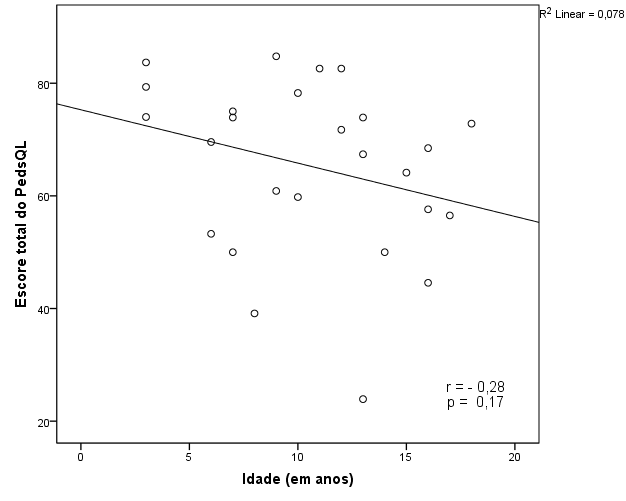 R² Linear = 0,078
Escore total do PedsQL
80
60
40
20
r = - 0,28
p = 0,17
0
5
10
15
20
Idade (em anos)